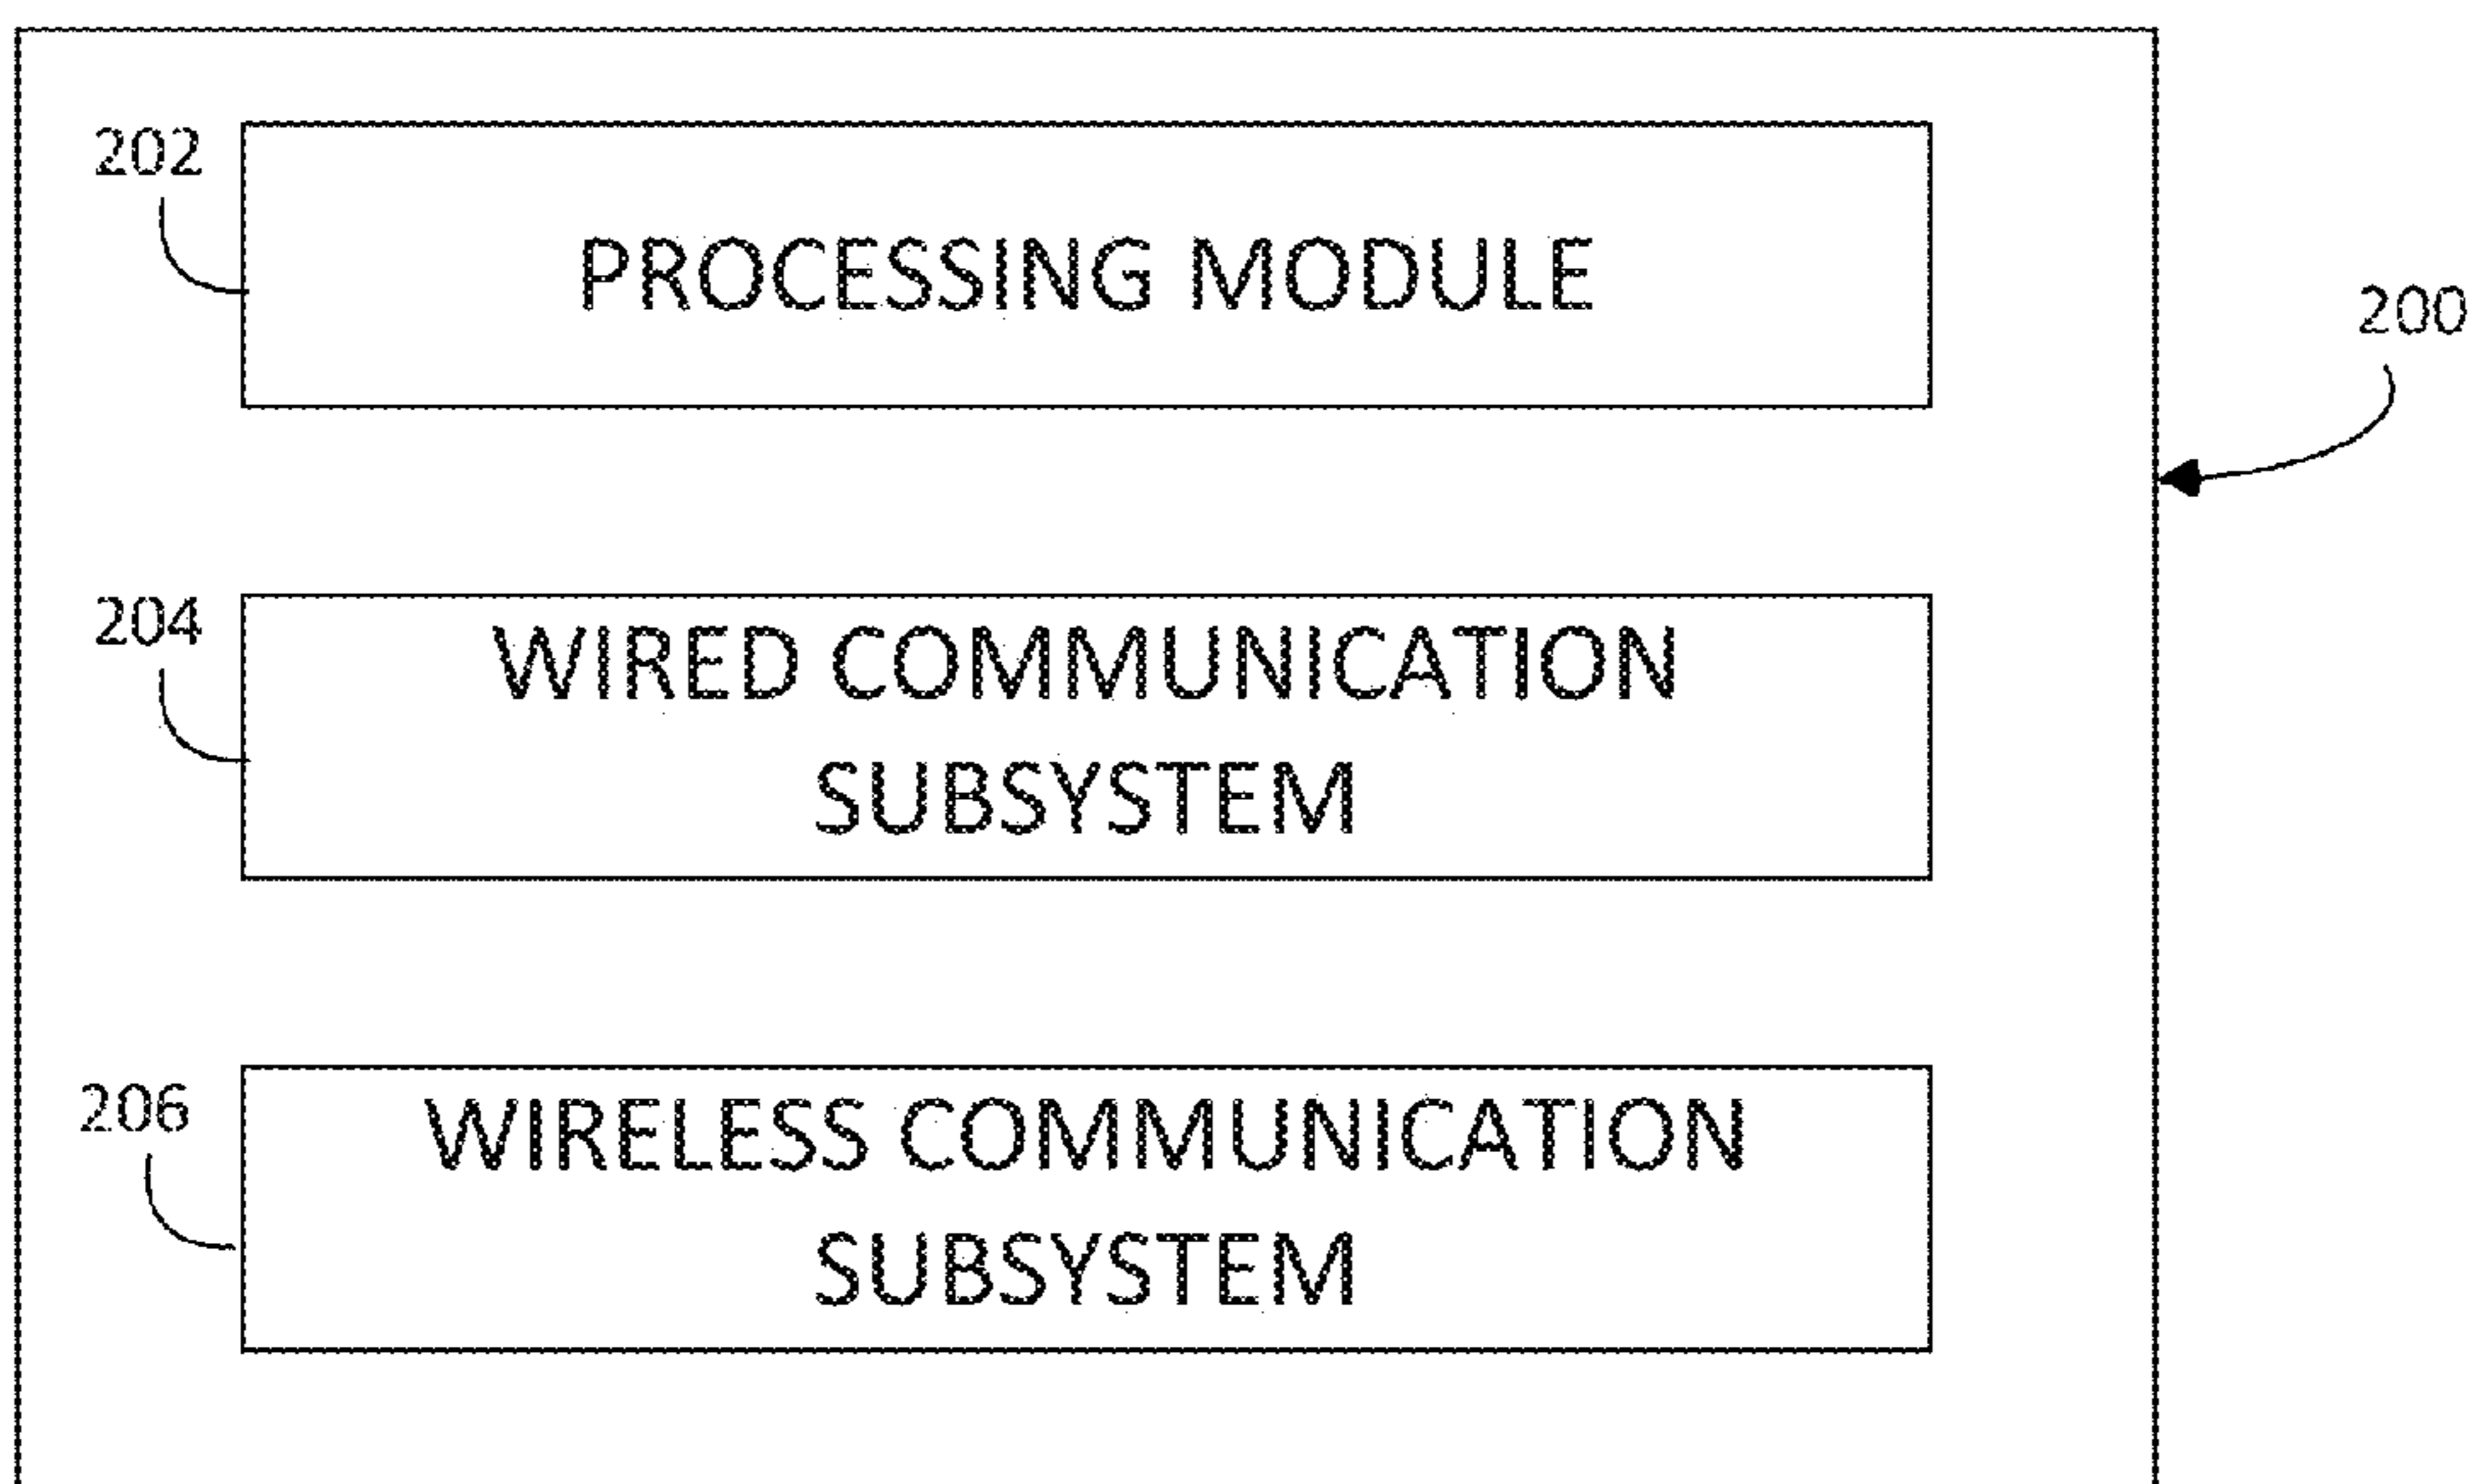 202
PROCESSING MODULE
200
204
WIRED COMMUNICATION
SUBSYSTEM
206
WIRELESS COMMUNICATION
SUBSYSTEM